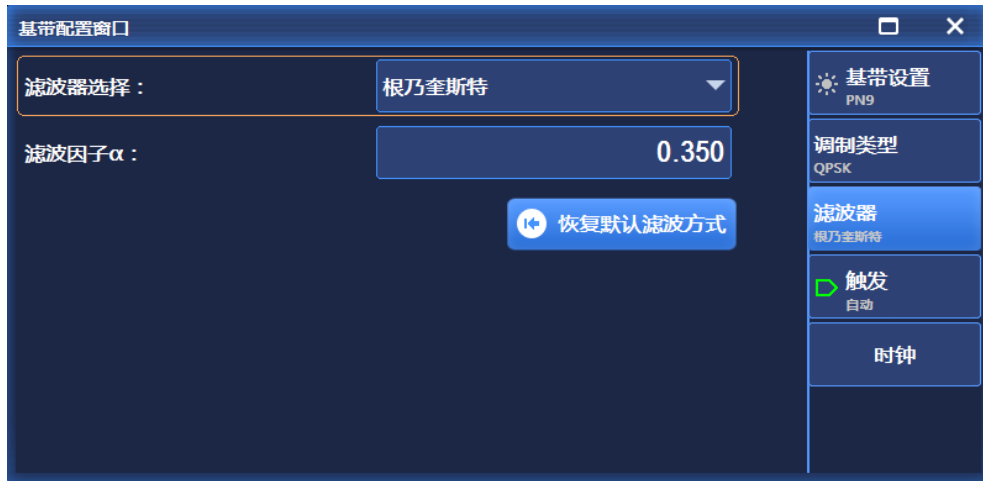 基带配置窗口
滤波器选择：
根乃奎斯特
滤波因子α：
0.350
恢复默认滤波方式
基带设置
PN9
调制类型
QPSK
滤波器
根乃奎斯特
触发
自动
时钟